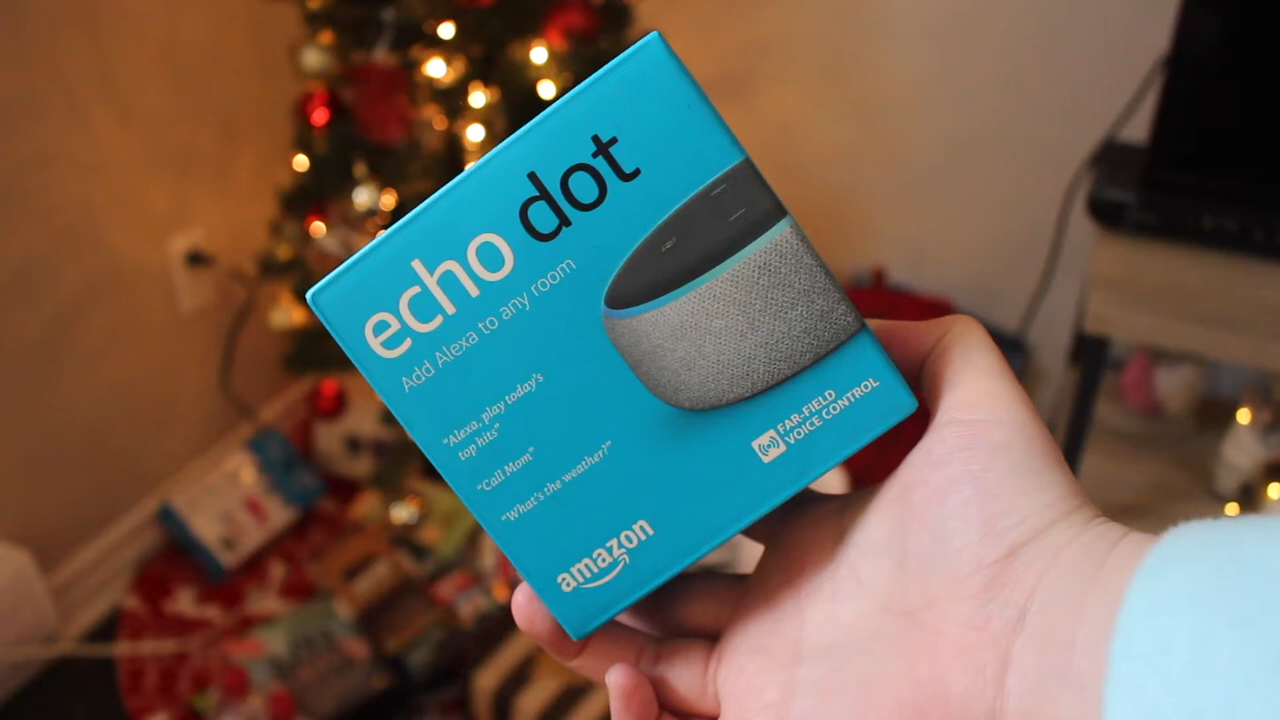 echo dot
Add Alexa to any room
“Alexa, play today’s
top hits”
“Call Mom”
“What’s the weather?”
FAR-FIELD
VOICE CONTROL
amazon